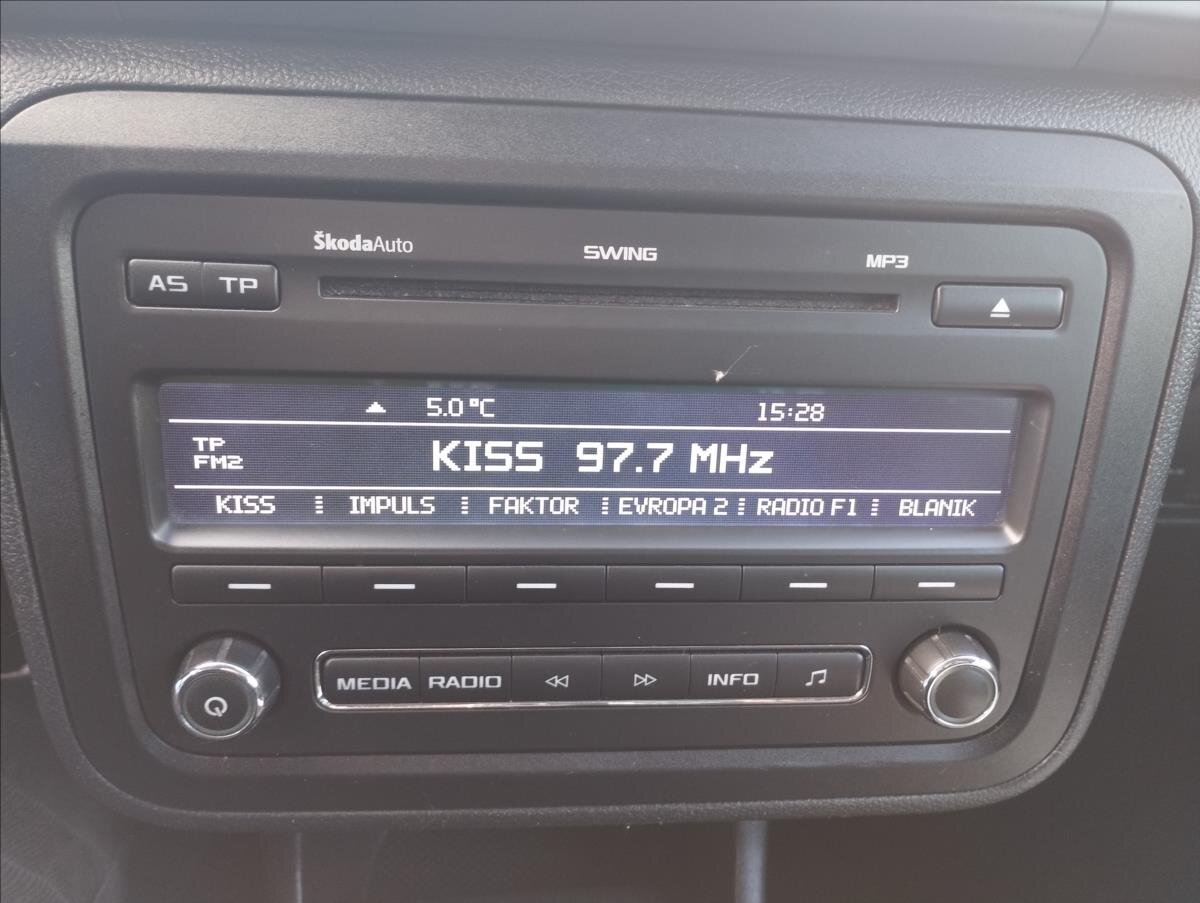 ŠkodaAuto SWING MP3
AS TP
5.0 °C 15:28
TP
FM2
KISS 97.7 MHz
KISS IMPULS FAKTOR EVROPA 2 RADIO F1 BLANIK
MEDIA RADIO INFO